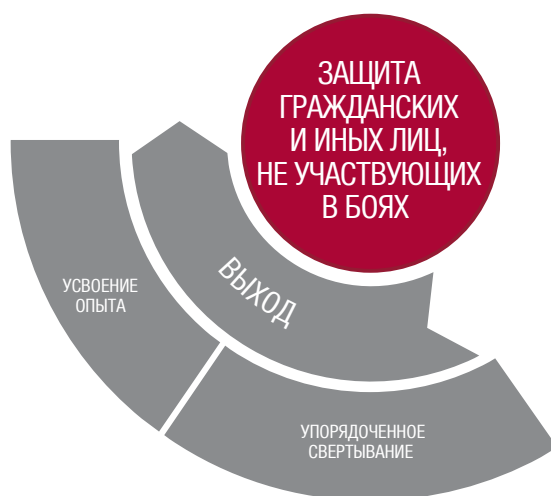 ЗАЩИТА
ГРАЖДАНСКИХ
И ИНЫХ ЛИЦ,
НЕ УЧАСТВУЮЩИХ
В БОЯХ
ВЫХОД
УСВОЕНИЕ
ОПЫТА
УПОРЯДОЧЕННОЕ
СВЕРТЫВАНИЕ